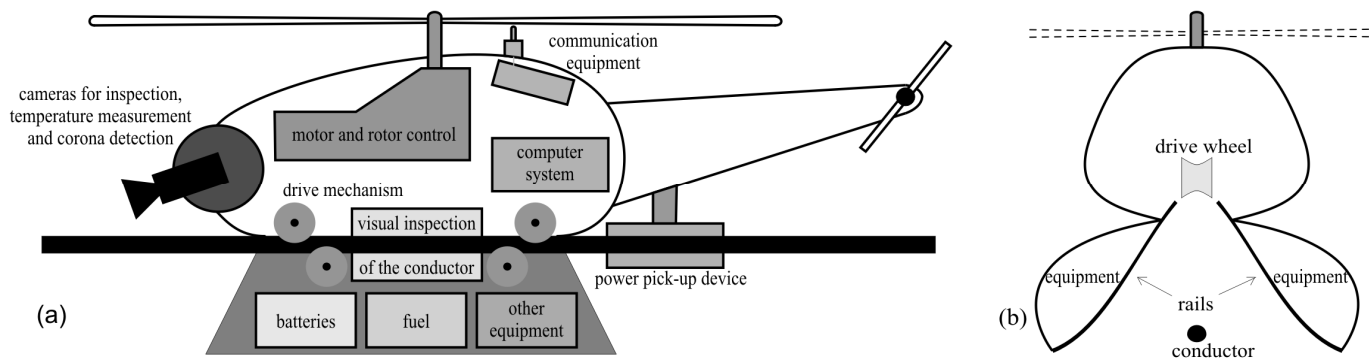 communication
equipment
cameras for inspection,
temperature measurement
and corona detection
motor and rotor control
computer
system
drive mechanism
visual inspection
of the conductor
power pick-up device
batteries
fuel
other
equipment
(a)
drive wheel
equipment
equipment
rails
conductor
(b)